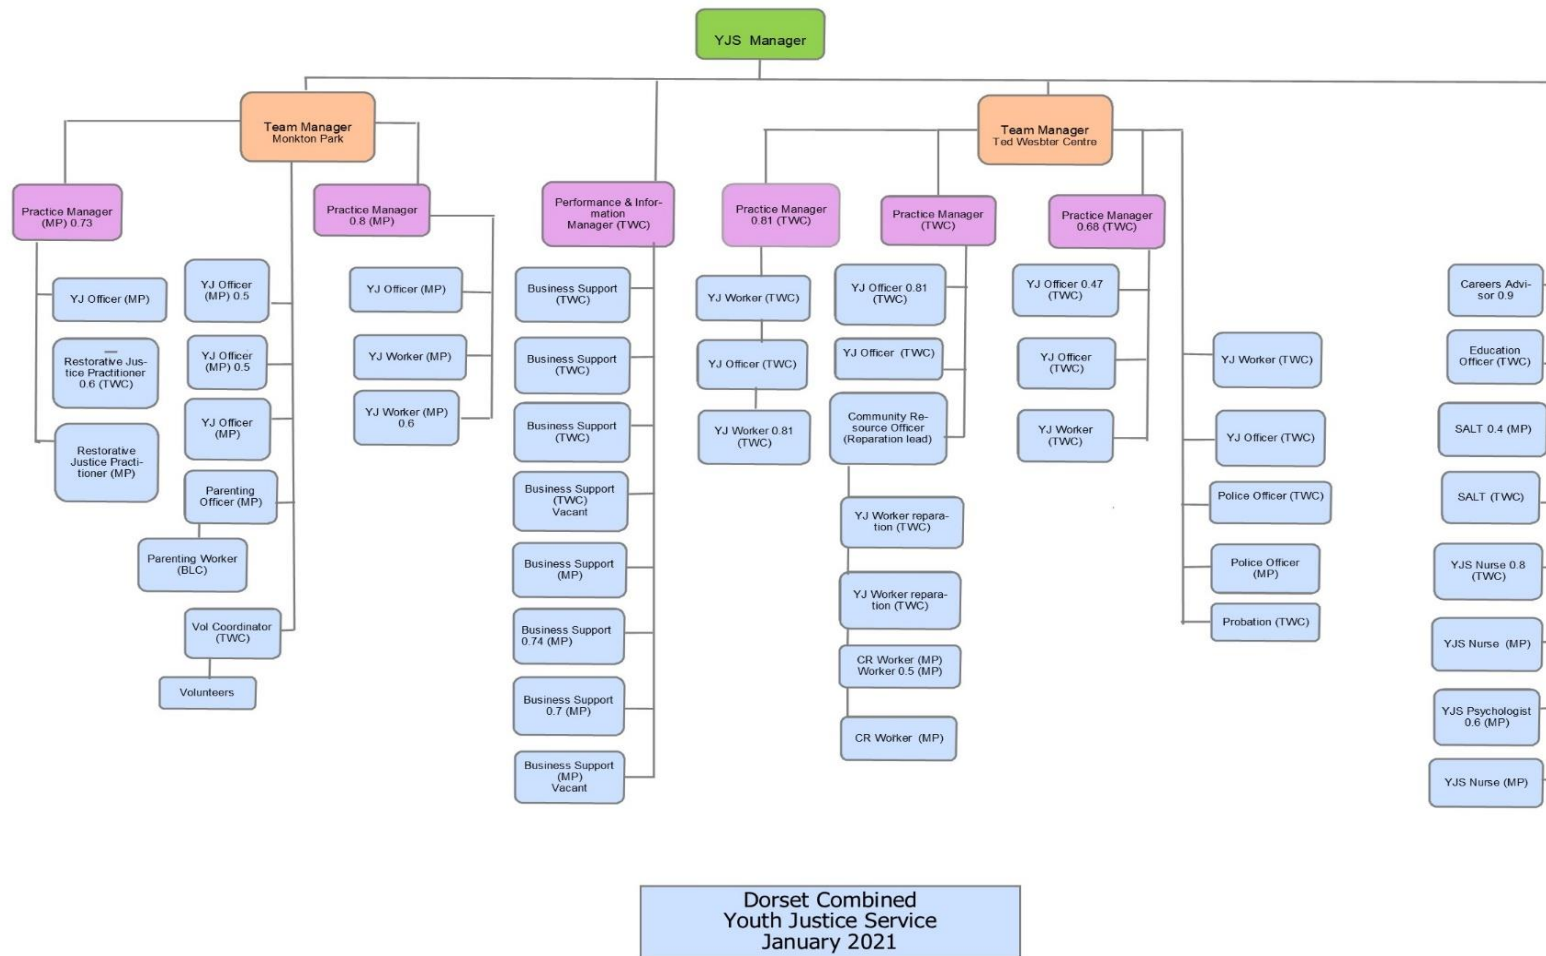 YJS Manager
Team Manager
Monkton Park
Team Manager
Ted Wesbter Centre
Practice Manager
(MP) 0.73
Practice Manager
0.8 (MP)
Performance & Infor-
mation
Manager (TWC)
Practice Manager
0.81 (TWC)
Practice Manager
(TWC)
Practice Manager
0.68 (TWC)
YJ Officer (MP)
Restorative Jus-
tice Practitioner
0.6 (TWC)
Restorative
Justice Practi-
tioner (MP)
YJ Officer
(MP) 0.5
YJ Officer
(MP) 0.5
YJ Officer
(MP)
Parenting
Officer (MP)
Parenting Worker
(BLC)
Vol Coordinator
(TWC)
Volunteers
YJ Officer (MP)
YJ Worker (MP)
YJ Worker (MP)
0.6
Business Support
(TWC)
Business Support
(TWC)
Business Support
(TWC)
Business Support
(TWC)
Vacant
Business Support
(MP)
Business Support
0.74 (MP)
Business Support
0.7 (MP)
Business Support
(MP)
Vacant
YJ Worker (TWC)
YJ Officer (TWC)
YJ Worker 0.81
(TWC)
YJ Officer 0.81
(TWC)
YJ Officer (TWC)
Community Re-
source Officer
(Reparation lead)
YJ Worker repara-
tion (TWC)
YJ Worker repara-
tion (TWC)
CR Worker (MP)
Worker 0.5 (MP)
CR Worker (MP)
YJ Officer 0.47
(TWC)
YJ Officer
(TWC)
YJ Worker
(TWC)
YJ Worker (TWC)
YJ Officer (TWC)
Police Officer (TWC)
Police Officer
(MP)
Probation (TWC)
Careers Advi-
sor 0.9
Education
Officer (TWC)
SALT 0.4 (MP)
SALT (TWC)
YJS Nurse 0.8
(TWC)
YJS Nurse (MP)
YJS Psychologist
0.6 (MP)
YJS Nurse (MP)
Dorset Combined
Youth Justice Service
January 2021